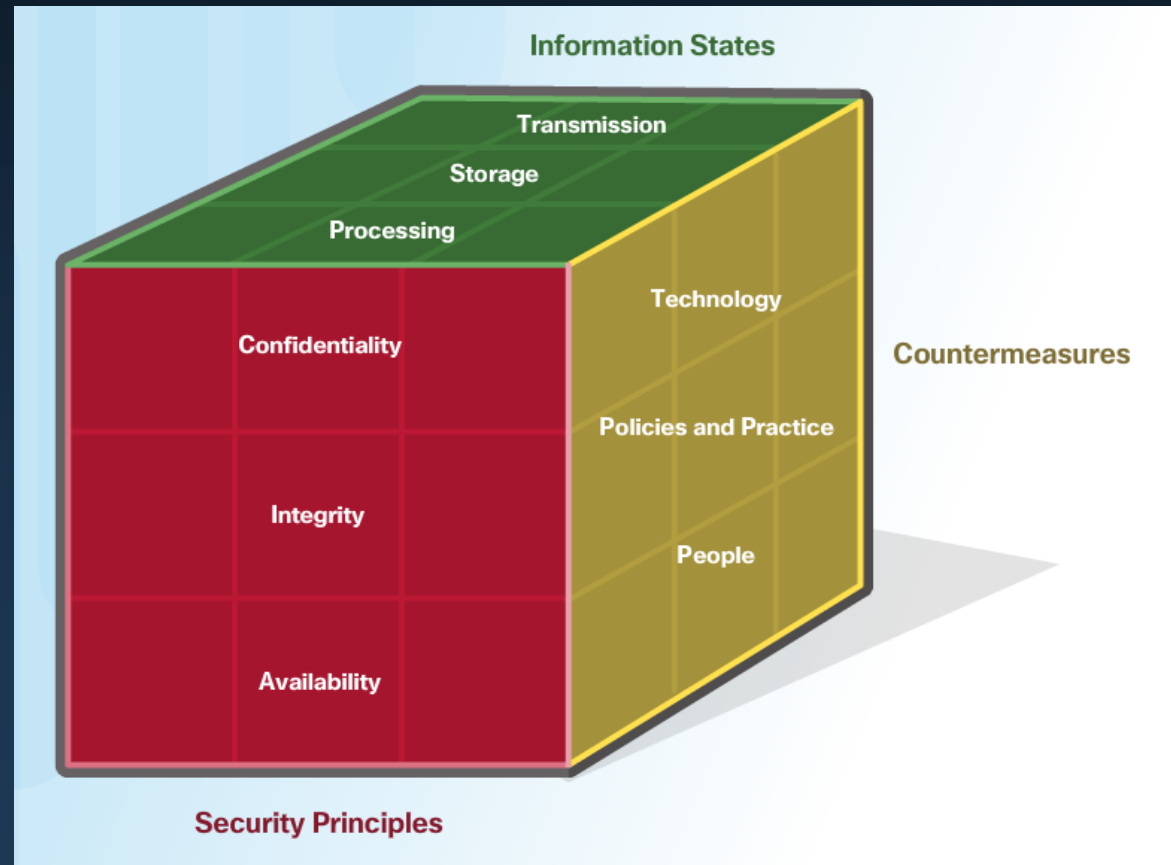 Information States
Transmission
Storage
Processing
Confidentiality
Integrity
Availability
Technology
Policies and Practice
People
Countermeasures
Security Principles